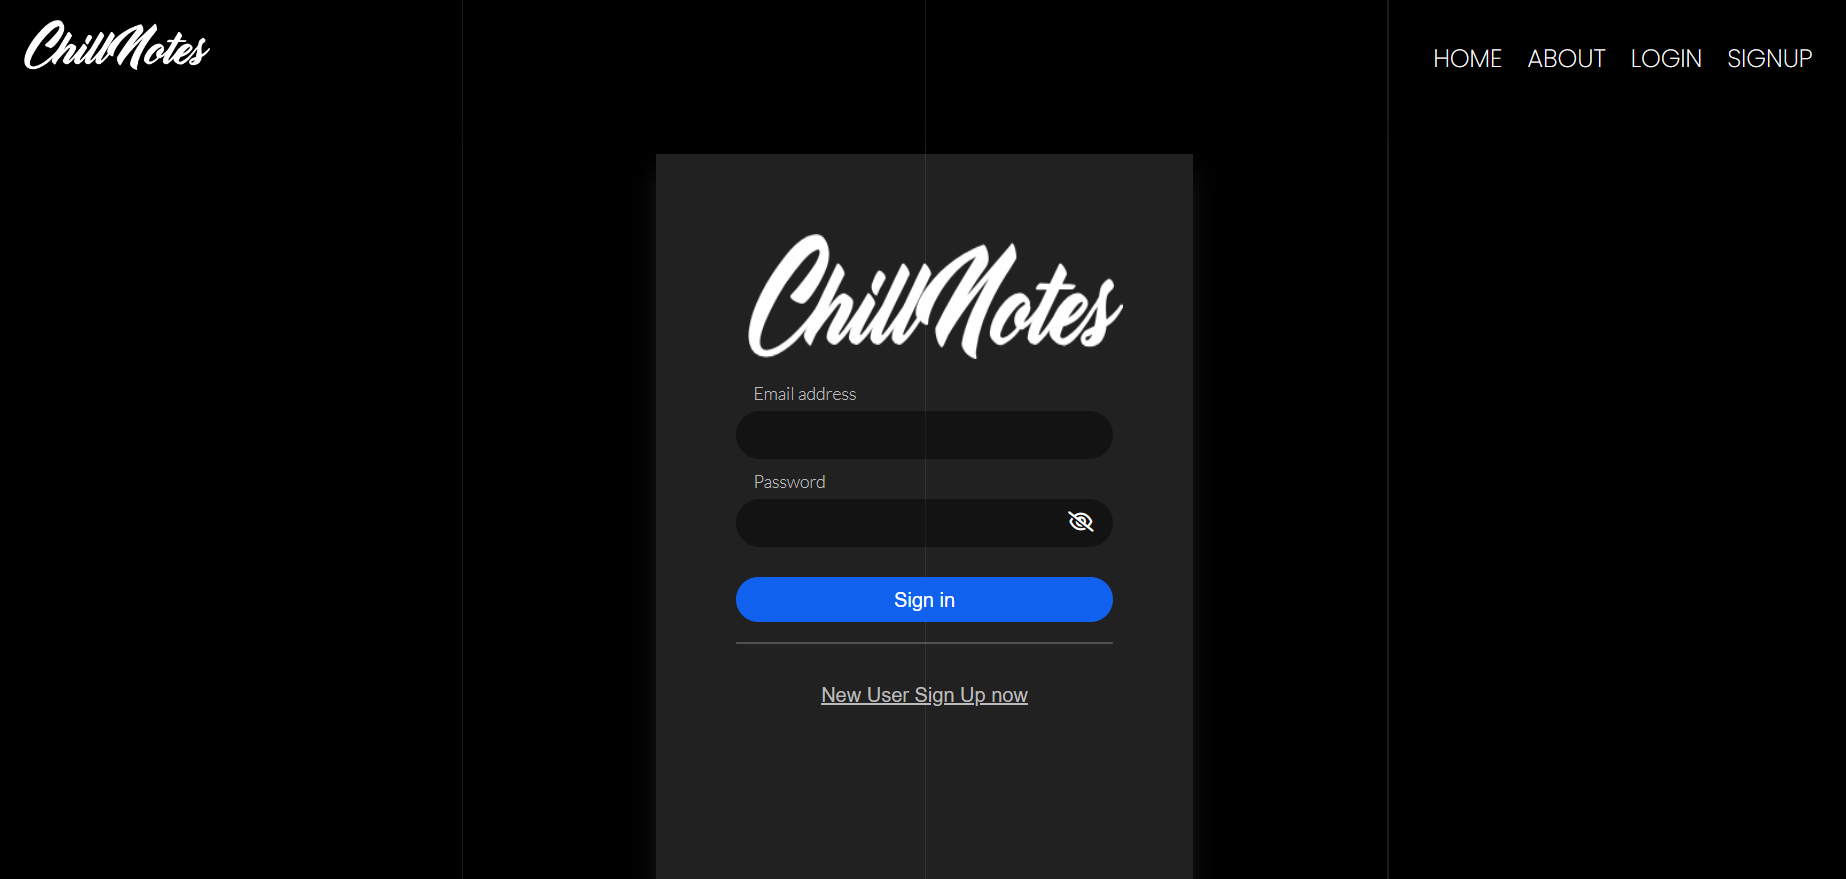 ChillNotes
HOME ABOUT LOGIN SIGNUP
ChillNotes
Email address
Password
Sign in
New User Sign Up now